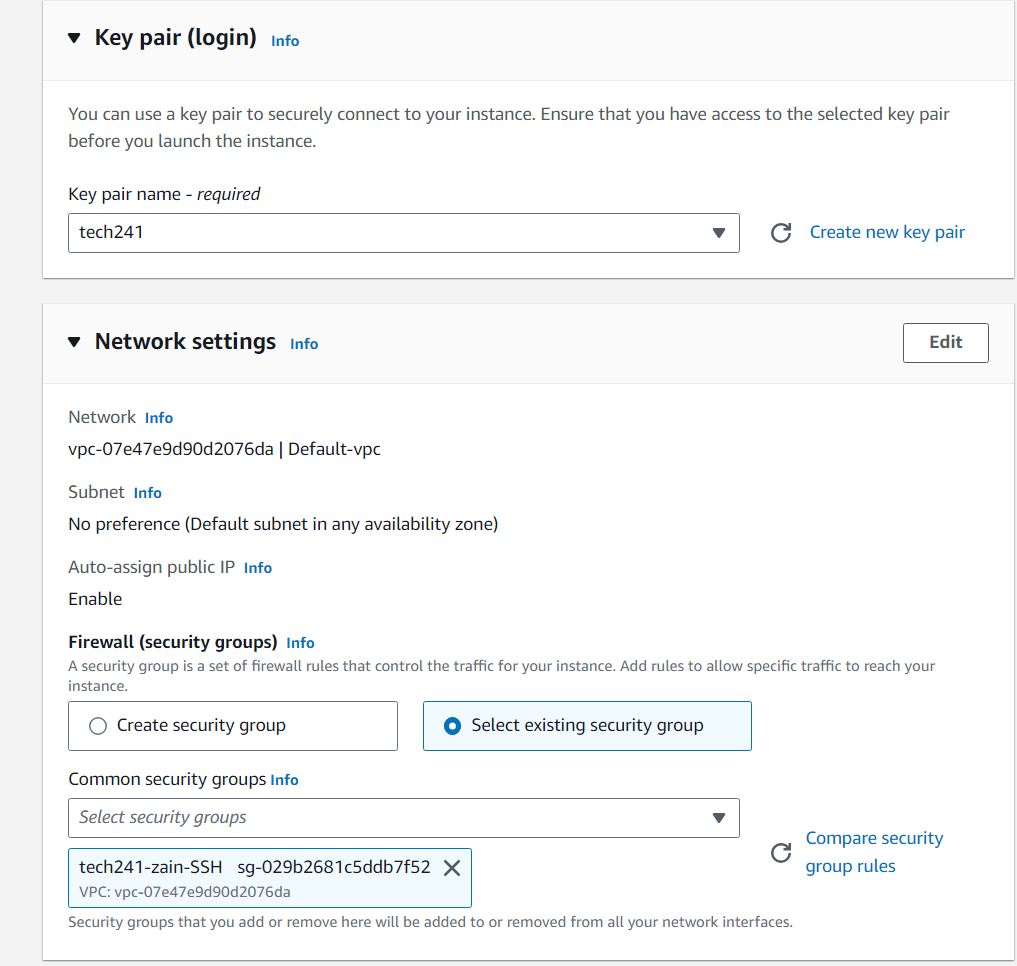 Key pair (login) Info
You can use a key pair to securely connect to your instance. Ensure that you have access to the selected key pair
before you launch the instance.
Key pair name - required
tech241
Create new key pair
Network settings Info
Edit
Network Info
vpc-07e47e9d90d2076da | Default-vpc
Subnet Info
No preference (Default subnet in any availability zone)
Auto-assign public IP Info
Enable
Firewall (security groups) Info
A security group is a set of firewall rules that control the traffic for your instance. Add rules to allow specific traffic to reach your
instance.
Create security group
Select existing security group
Common security groups Info
Select security groups
tech241-zain-SSH sg-029b2681c5ddb7f52
VPC: vpc-07e47e9d90d2076da
Compare security
group rules
Security groups that you add or remove here will be added to or removed from all your network interfaces.